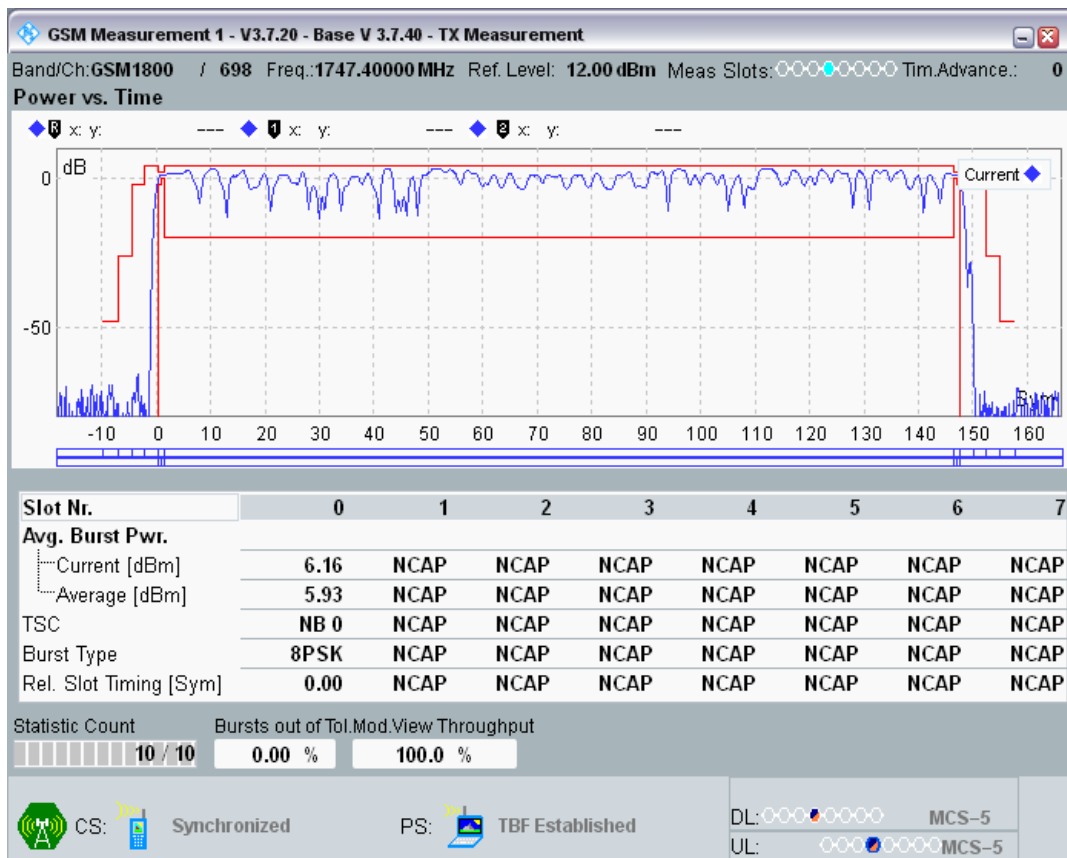 GSM Measurement 1 - V3.7.20 - Base V 3.7.40 - TX Measurement
Band/Ch:GSM1800 / 698 Freq.:1747.40000 MHz Ref. Level: 12.00 dBm Meas Slots: Tim.Advance.: 0
Power vs. Time
R x: y: --- 1 x: y: --- 2 x: y: ---
dB
Current
0
-50
Sym
-10 0 10 20 30 40 50 60 70 80 90 100 110 120 130 140 150 160
Slot Nr. 0 1 2 3 4 5 6 7
Avg. Burst Pwr.
Current [dBm] 6.16 NCAP NCAP NCAP NCAP NCAP NCAP NCAP
Average [dBm] 5.93 NCAP NCAP NCAP NCAP NCAP NCAP NCAP
TSC NB 0 NCAP NCAP NCAP NCAP NCAP NCAP NCAP
Burst Type 8PSK NCAP NCAP NCAP NCAP NCAP NCAP NCAP
Rel. Slot Timing [Sym] 0.00 NCAP NCAP NCAP NCAP NCAP NCAP NCAP
Statistic Count Bursts out of Tol.Mod.View Throughput
10 / 10 0.00 % 100.0 %
CS: Synchronized PS: TBF Established
DL: MCS-5
UL: MCS-5